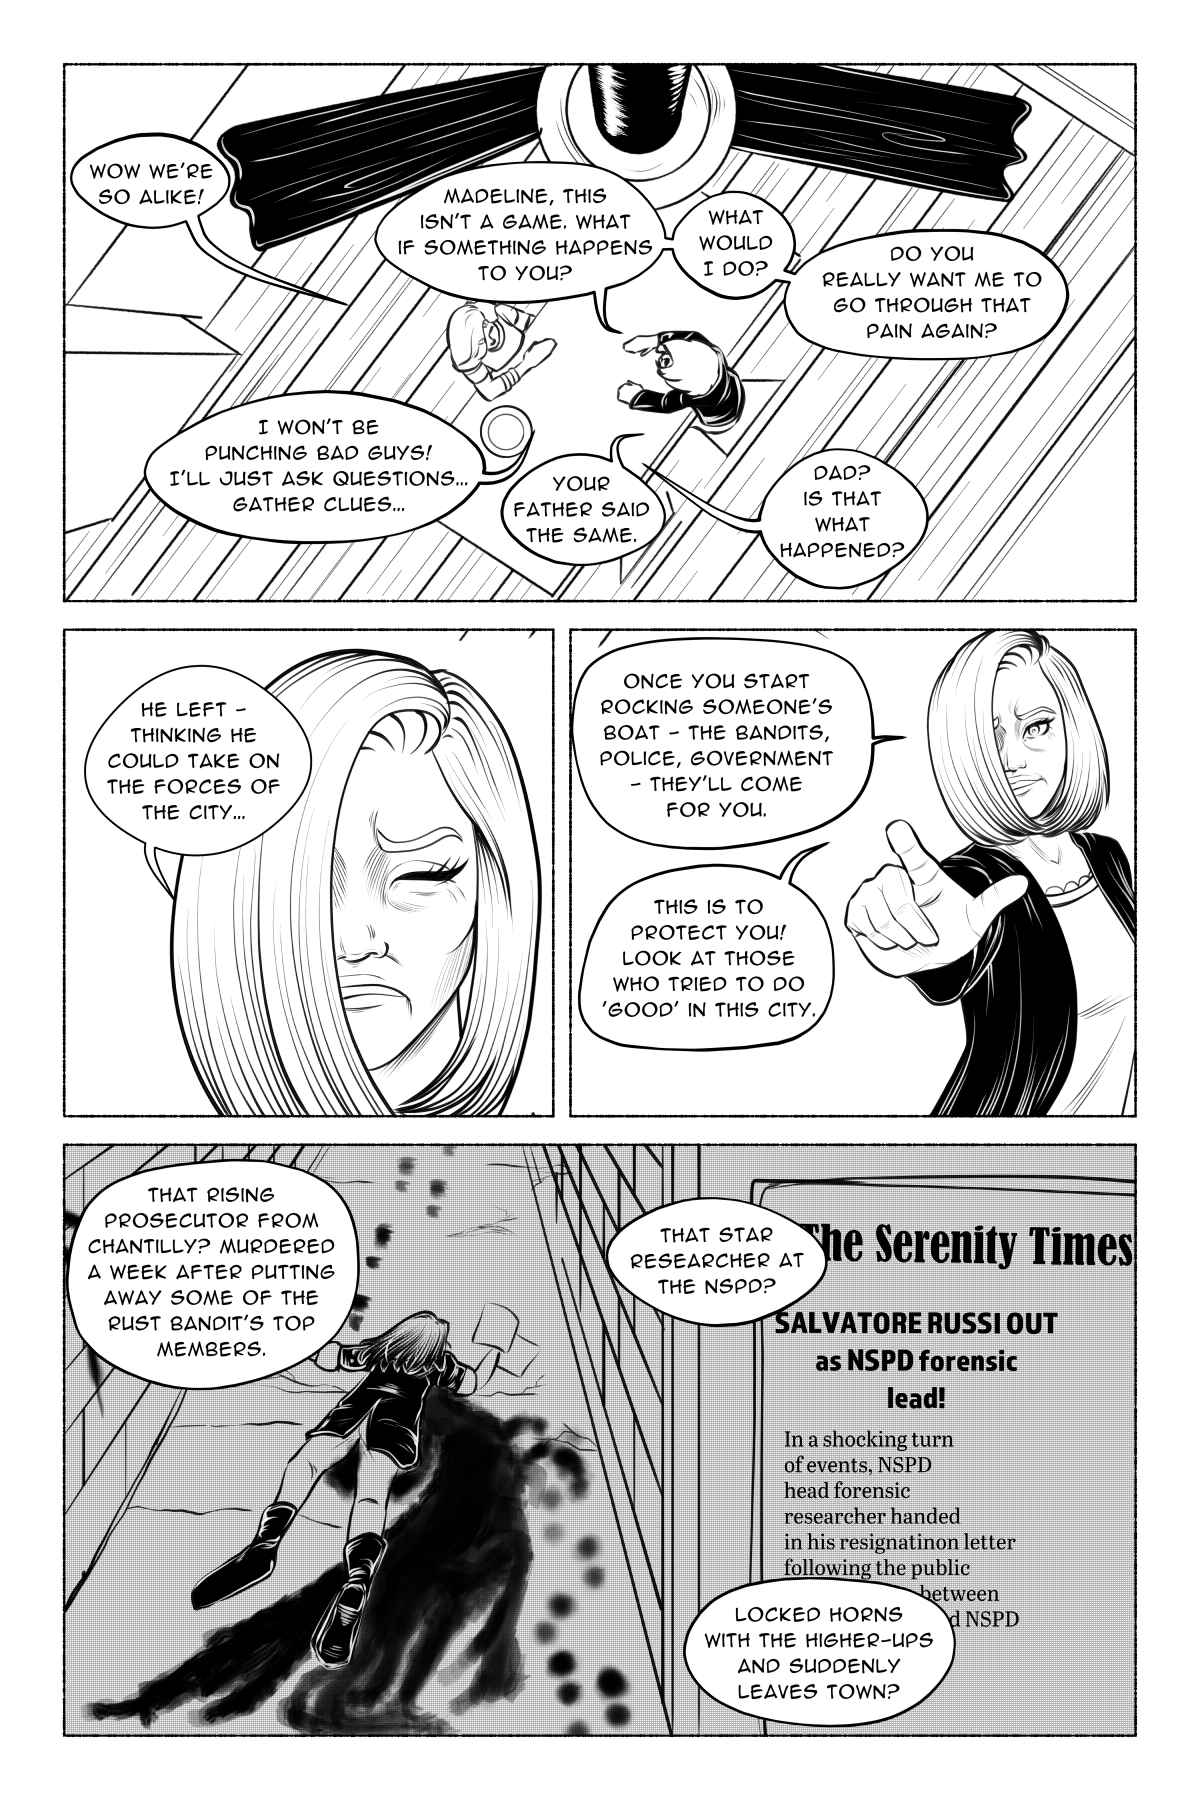 WOW WE'RE
SO ALIKE!
MADELINE, THIS
ISN'T A GAME. WHAT
IF SOMETHING HAPPENS
TO YOU?
WHAT
WOULD
I DO?
DO YOU
REALLY WANT ME TO
GO THROUGH THAT
PAIN AGAIN?
I WON'T BE
PUNCHING BAD GUYS!
I'LL JUST ASK QUESTIONS...
GATHER CLUES...
YOUR
FATHER SAID
THE SAME.
DAD?
IS THAT
WHAT
HAPPENED?
HE LEFT -
THINKING HE
COULD TAKE ON
THE FORCES OF
THE CITY...
ONCE YOU START
ROCKING SOMEONE'S
BOAT - THE BANDITS,
POLICE, GOVERNMENT
- THEY'LL COME
FOR YOU.
THIS IS TO
PROTECT YOU!
LOOK AT THOSE
WHO TRIED TO DO
'GOOD' IN THIS CITY.
THAT RISING
PROSECUTOR FROM
CHANTILLY? MURDERED
A WEEK AFTER PUTTING
AWAY SOME OF THE
RUST BANDIT'S TOP
MEMBERS.
THAT STAR
RESEARCHER AT
THE NSPD?
The Serenity Times
SALVATORE RUSSI OUT
as NSPD forensic
lead!
In a shocking turn
of events, NSPD
head forensic
researcher handed
in his resignatinon letter
following the public
between
NSPD
LOCKED HORNS
WITH THE HIGHER-UPS
AND SUDDENLY
LEAVES TOWN?